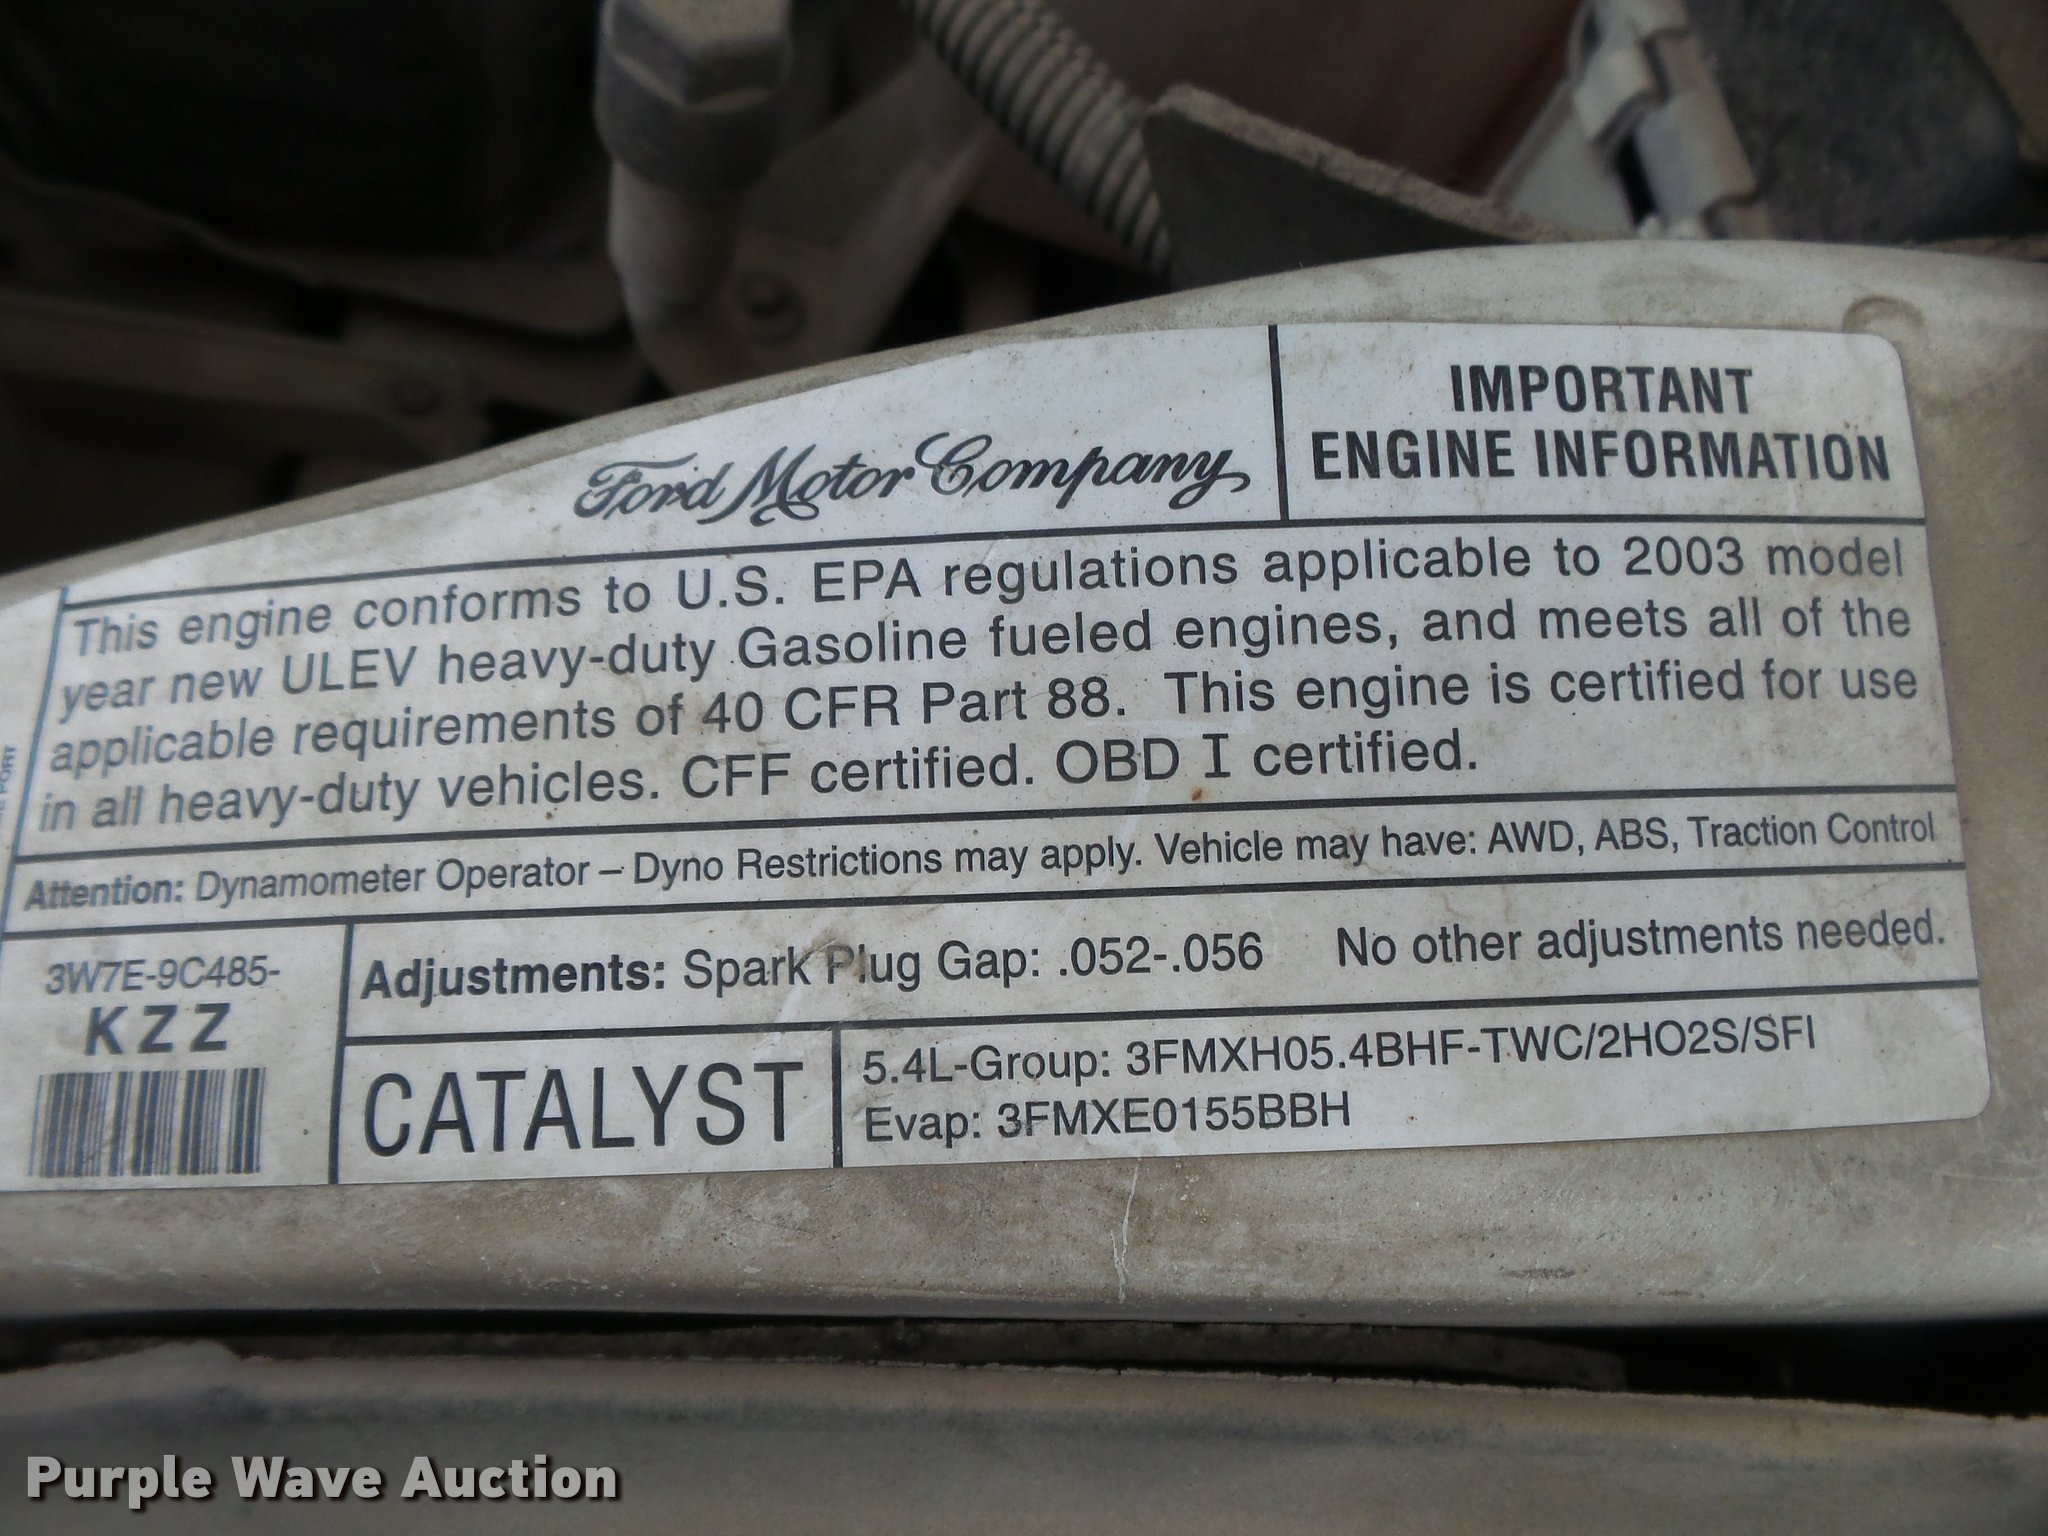 Ford Motor Company
IMPORTANT
ENGINE INFORMATION
This engine conforms to U.S. EPA regulations applicable to 2003 model
year new ULEV heavy-duty Gasoline fueled engines, and meets all of the
applicable requirements of 40 CFR Part 88. This engine is certified for use
in all heavy-duty vehicles. CFF certified. OBD I certified.
Attention: Dynamometer Operator – Dyno Restrictions may apply. Vehicle may have: AWD, ABS, Traction Control
3W7E-9C485-
KZZ
Adjustments: Spark Plug Gap: .052-.056 No other adjustments needed.
CATALYST
5.4L-Group: 3FMXH05.4BHF-TWC/2HO2S/SFI
Evap: 3FMXE0155BBH
Purple Wave Auction